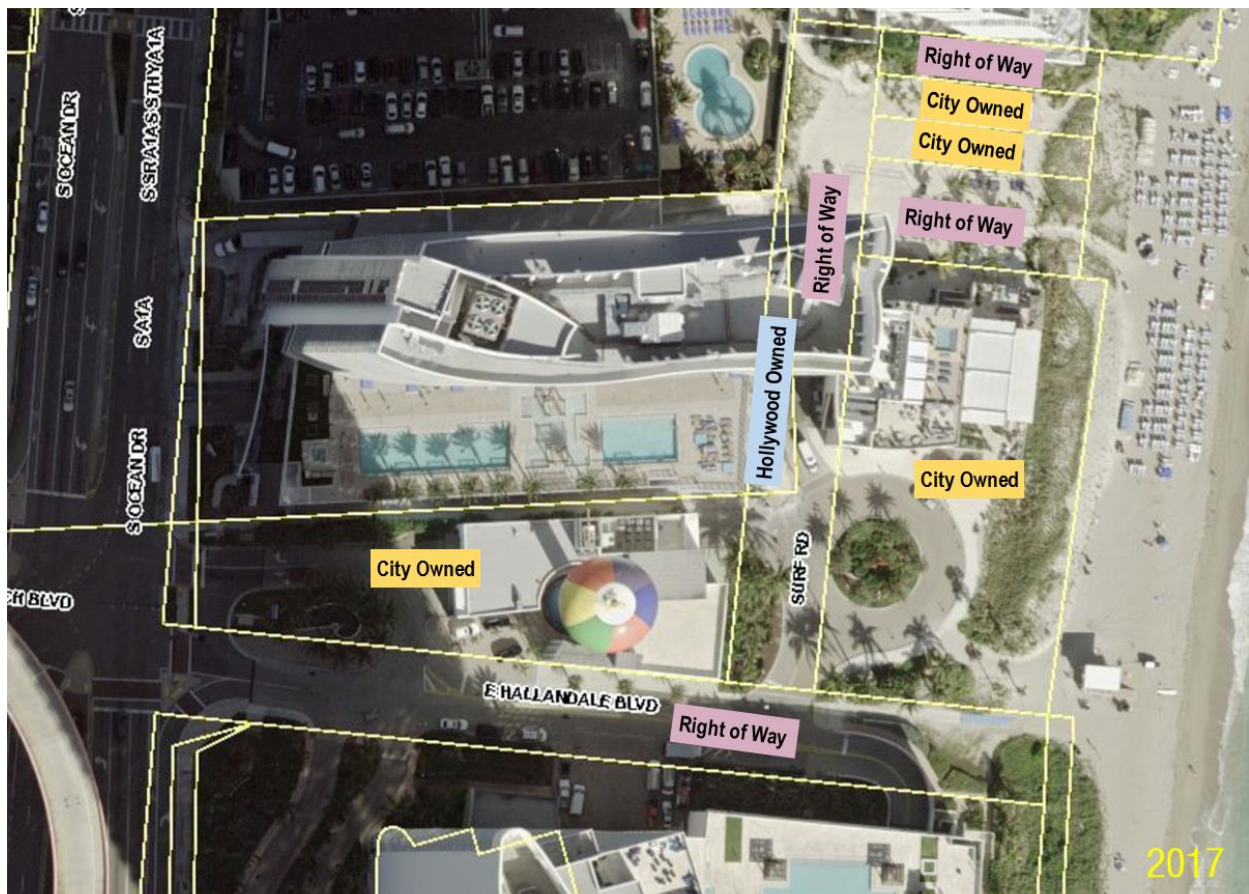 S OCEAN DR
S SR A1A S STHY A1A
Right of Way
City Owned
City Owned
Right of Way
Right of Way
S A1A
Hollywood Owned
S OCEAN DR
City Owned
City Owned
SURF RD
CH BLVD
E HALLANDALE BLVD
Right of Way
2017